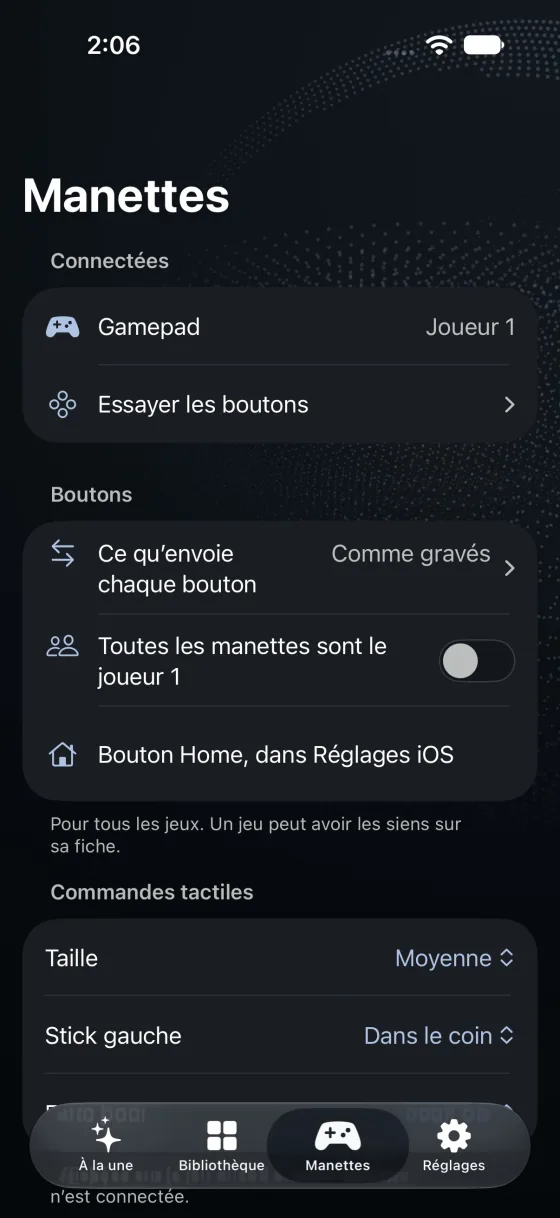 2:06
Manettes
Connectées
Gamepad
Joueur 1
Essayer les boutons
Boutons
Ce qu’envoie
chaque bouton
Comme gravés
Toutes les manettes sont le
joueur 1
Bouton Home, dans Réglages iOS
Pour tous les jeux. Un jeu peut avoir les siens sur
sa fiche.
Commandes tactiles
Taille
Moyenne
Stick gauche
Dans le coin
À la une
Bibliothèque
Manettes
Réglages
n’est connectée.